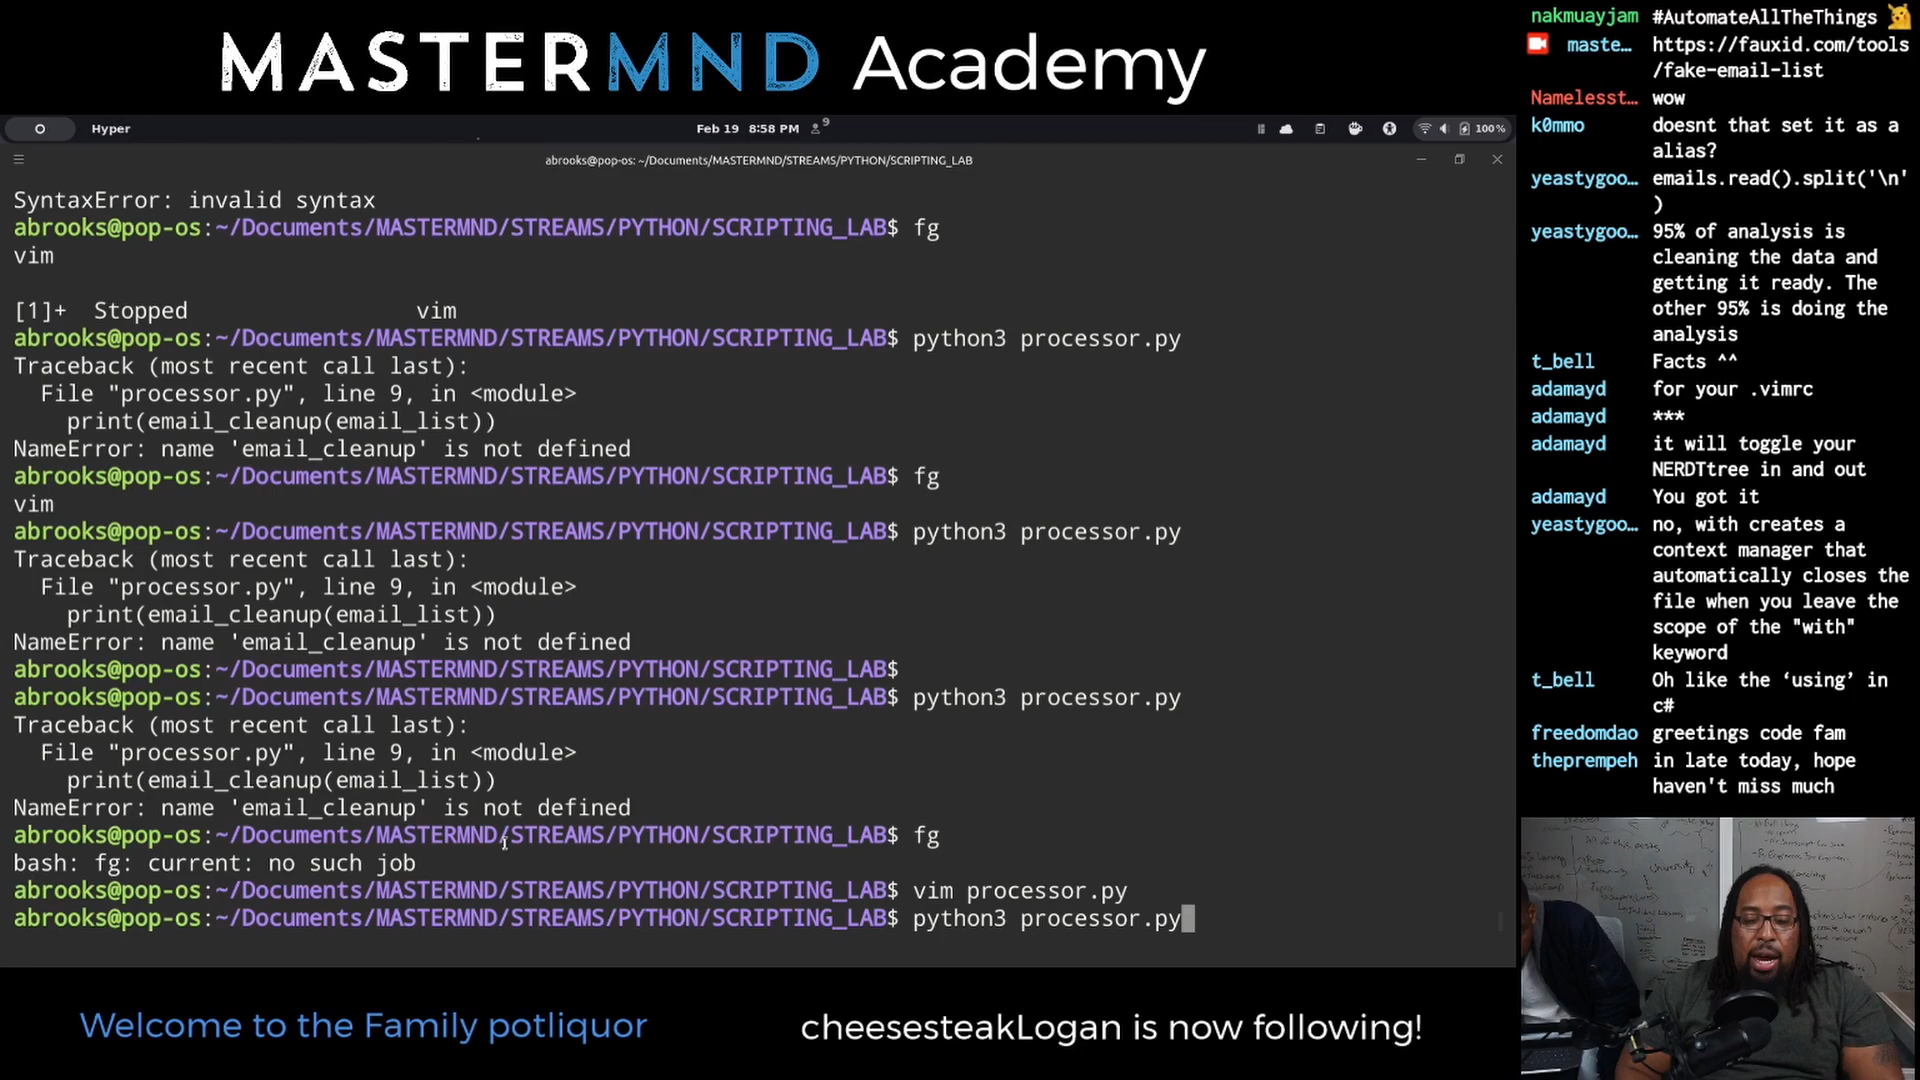 MASTERMND Academy
Hyper
Feb 19 8:58 PM
9
100%
abrooks@pop-os: ~/Documents/MASTERMND/STREAMS/PYTHON/SCRIPTING_LAB
SyntaxError: invalid syntax
abrooks@pop-os:~/Documents/MASTERMND/STREAMS/PYTHON/SCRIPTING_LAB$ fg
vim
[1]+  Stopped                 vim
abrooks@pop-os:~/Documents/MASTERMND/STREAMS/PYTHON/SCRIPTING_LAB$ python3 processor.py
Traceback (most recent call last):
  File "processor.py", line 9, in <module>
    print(email_cleanup(email_list))
NameError: name 'email_cleanup' is not defined
abrooks@pop-os:~/Documents/MASTERMND/STREAMS/PYTHON/SCRIPTING_LAB$ fg
vim
abrooks@pop-os:~/Documents/MASTERMND/STREAMS/PYTHON/SCRIPTING_LAB$ python3 processor.py
Traceback (most recent call last):
  File "processor.py", line 9, in <module>
    print(email_cleanup(email_list))
NameError: name 'email_cleanup' is not defined
abrooks@pop-os:~/Documents/MASTERMND/STREAMS/PYTHON/SCRIPTING_LAB$
abrooks@pop-os:~/Documents/MASTERMND/STREAMS/PYTHON/SCRIPTING_LAB$ python3 processor.py
Traceback (most recent call last):
  File "processor.py", line 9, in <module>
    print(email_cleanup(email_list))
NameError: name 'email_cleanup' is not defined
abrooks@pop-os:~/Documents/MASTERMND/STREAMS/PYTHON/SCRIPTING_LAB$ fg
bash: fg: current: no such job
abrooks@pop-os:~/Documents/MASTERMND/STREAMS/PYTHON/SCRIPTING_LAB$ vim processor.py
abrooks@pop-os:~/Documents/MASTERMND/STREAMS/PYTHON/SCRIPTING_LAB$ python3 processor.py
nakmuayjam #AutomateAllTheThings
maste… https://fauxid.com/tools
/fake-email-list
Namelesst… wow
k0mmo doesnt that set it as a
alias?
yeastygoo… emails.read().split('\n'
)
yeastygoo… 95% of analysis is
cleaning the data and
getting it ready. The
other 95% is doing the
analysis
t_bell Facts ^^
adamayd for your .vimrc
adamayd ***
adamayd it will toggle your
NERDTtree in and out
adamayd You got it
yeastygoo… no, with creates a
context manager that
automatically closes the
file when you leave the
scope of the "with"
keyword
t_bell Oh like the ‘using’ in
c#
freedomdao greetings code fam
theprempeh in late today, hope
haven't miss much
Welcome to the Family potliquor
cheesesteakLogan is now following!